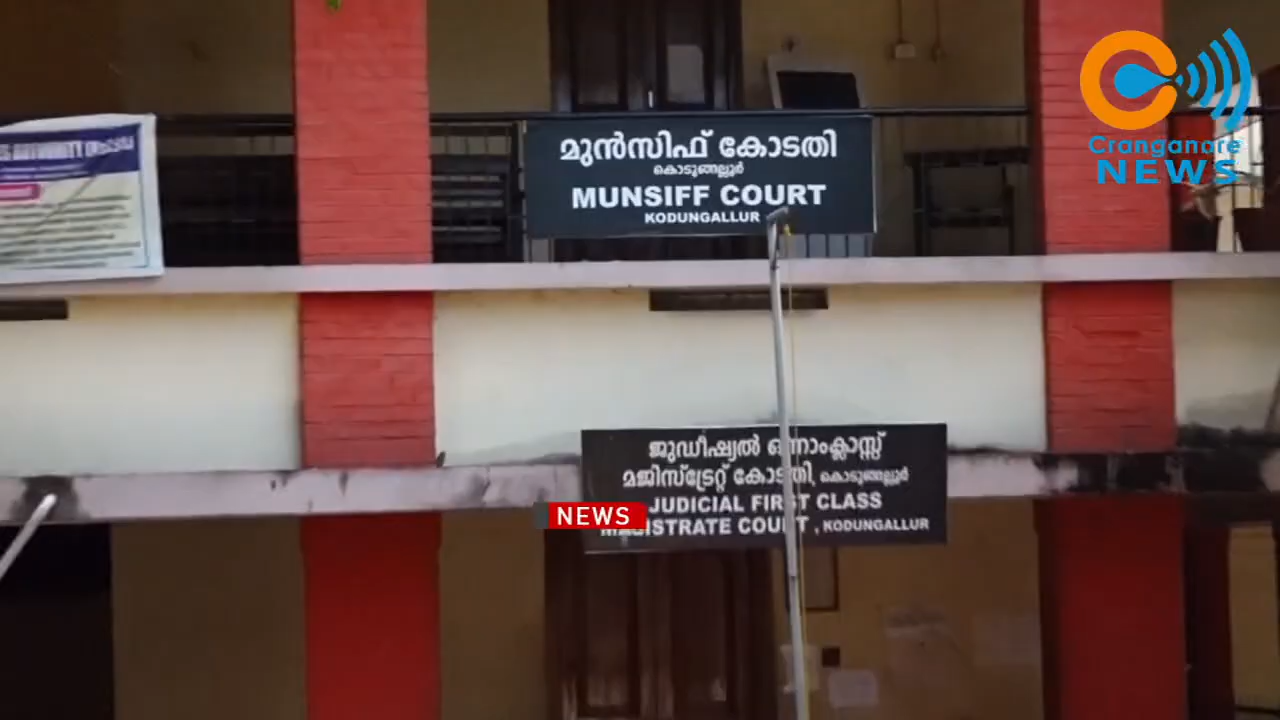 Cranganore
NEWS
മുൻസിഫ് കോടതി
കൊടുങ്ങല്ലൂർ
MUNSIFF COURT
KODUNGALLUR
ജുഡീഷ്യൽ ഒന്നാംക്ലാസ്സ്
മജിസ്ട്രേറ്റ് കോടതി, കൊടുങ്ങല്ലൂർ
JUDICIAL FIRST CLASS
MAGISTRATE COURT, KODUNGALLUR
NEWS